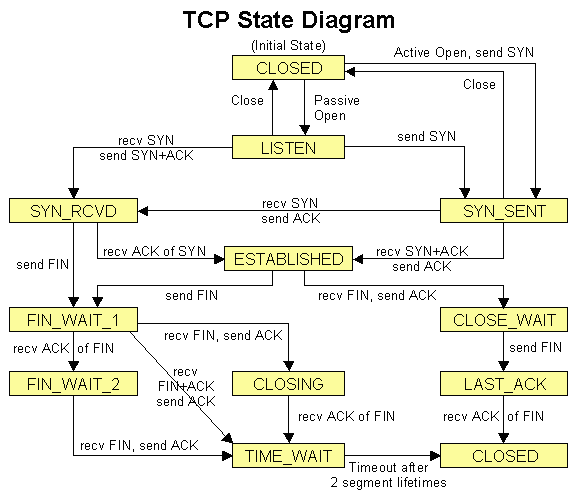 TCP State Diagram
(Initial State)
CLOSED
Active Open, send SYN
Close
Close
Passive
Open
recv SYN
send SYN+ACK
LISTEN
send SYN
SYN_RCVD
recv SYN
send ACK
SYN_SENT
recv ACK of SYN
ESTABLISHED
recv SYN+ACK
send ACK
send FIN
send FIN
recv FIN, send ACK
FIN_WAIT_1
CLOSE_WAIT
recv FIN, send ACK
recv ACK of FIN
send FIN
recv
FIN+ACK
send ACK
FIN_WAIT_2
CLOSING
LAST_ACK
recv ACK of FIN
recv ACK of FIN
recv FIN, send ACK
TIME_WAIT
Timeout after
2 segment lifetimes
CLOSED